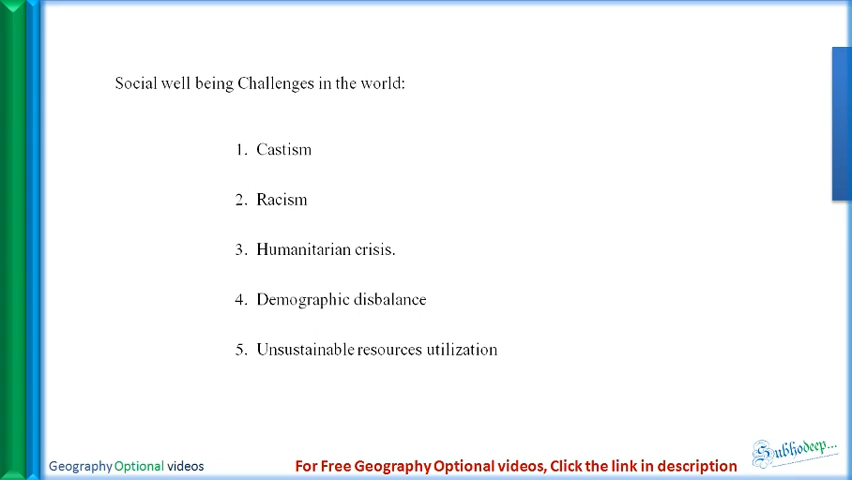 Social well being Challenges in the world:
1. Castism
2. Racism
3. Humanitarian crisis.
4. Demographic disbalance
5. Unsustainable resources utilization
Subhodeep...
Geography Optional videos
For Free Geography Optional videos, Click the link in description